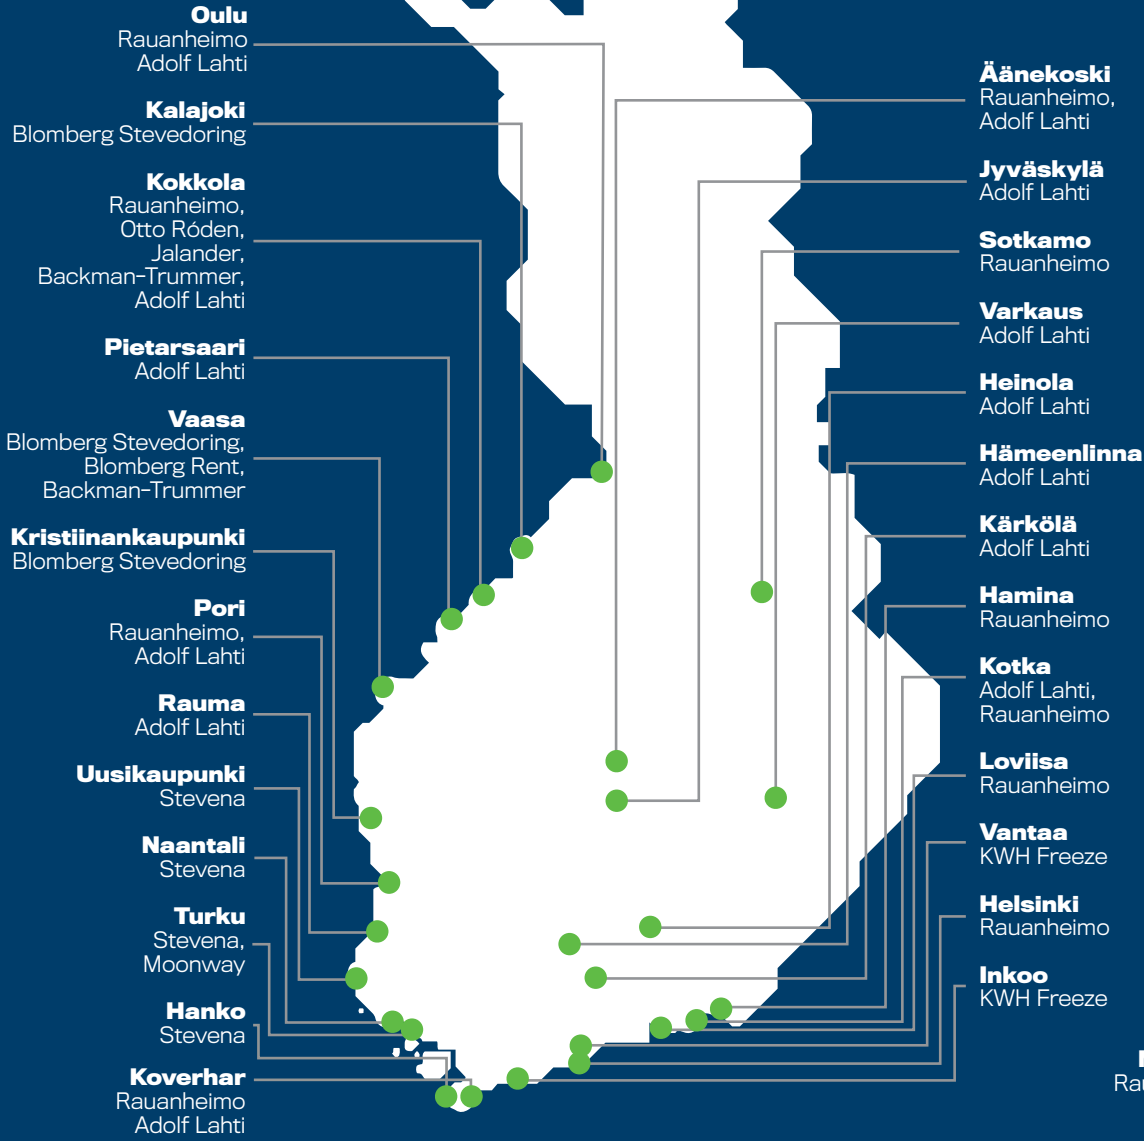 Oulu
Rauanheimo
Adolf Lahti
Kalajoki
Blomberg Stevedoring
Kokkola
Rauanheimo,
Otto Róden,
Jalander,
Backman-Trummer,
Adolf Lahti
Pietarsaari
Adolf Lahti
Vaasa
Blomberg Stevedoring,
Blomberg Rent,
Backman-Trummer
Kristiinankaupunki
Blomberg Stevedoring
Pori
Rauanheimo,
Adolf Lahti
Rauma
Adolf Lahti
Uusikaupunki
Stevena
Naantali
Stevena
Turku
Stevena,
Moonway
Hanko
Stevena
Koverhar
Rauanheimo
Adolf Lahti
Äänekoski
Rauanheimo,
Adolf Lahti
Jyväskylä
Adolf Lahti
Sotkamo
Rauanheimo
Varkaus
Adolf Lahti
Heinola
Adolf Lahti
Hämeenlinna
Adolf Lahti
Kärkölä
Adolf Lahti
Hamina
Rauanheimo
Kotka
Adolf Lahti,
Rauanheimo
Loviisa
Rauanheimo
Vantaa
KWH Freeze
Helsinki
Rauanheimo
Inkoo
KWH Freeze